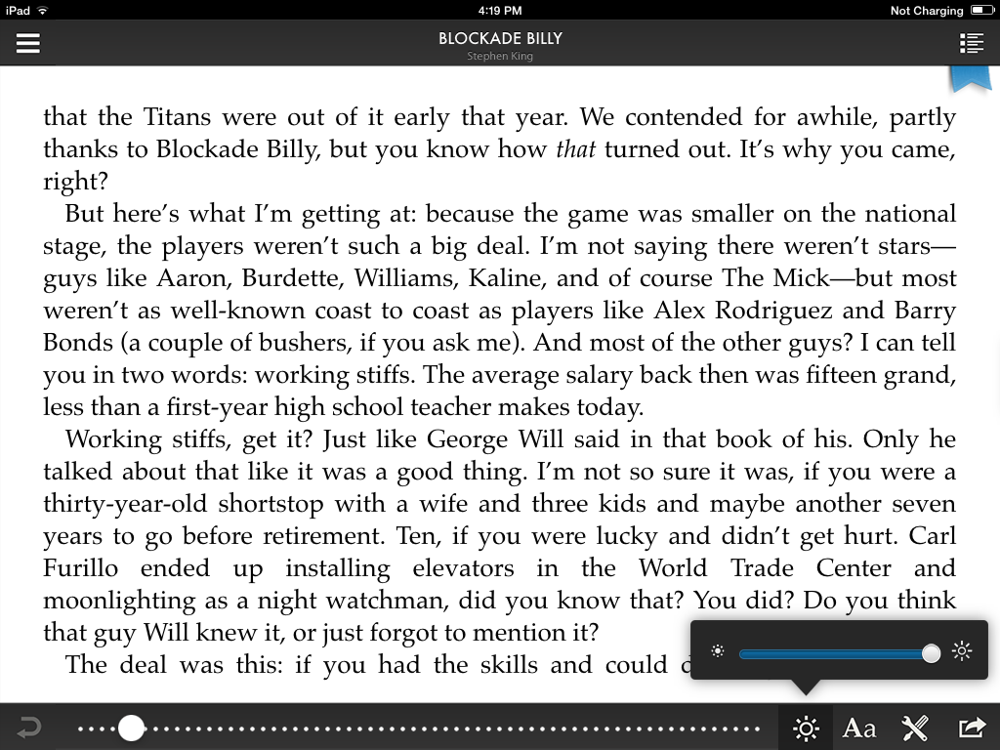 iPad 4:19 PM Not Charging
BLOCKADE BILLY
Stephen King
that the Titans were out of it early that year. We contended for awhile, partly
thanks to Blockade Billy, but you know how that turned out. It’s why you came,
right?
But here’s what I’m getting at: because the game was smaller on the national
stage, the players weren’t such a big deal. I’m not saying there weren’t stars—
guys like Aaron, Burdette, Williams, Kaline, and of course The Mick—but most
weren’t as well-known coast to coast as players like Alex Rodriguez and Barry
Bonds (a couple of bushers, if you ask me). And most of the other guys? I can tell
you in two words: working stiffs. The average salary back then was fifteen grand,
less than a first-year high school teacher makes today.
Working stiffs, get it? Just like George Will said in that book of his. Only he
talked about that like it was a good thing. I’m not so sure it was, if you were a
thirty-year-old shortstop with a wife and three kids and maybe another seven
years to go before retirement. Ten, if you were lucky and didn’t get hurt. Carl
Furillo ended up installing elevators in the World Trade Center and
moonlighting as a night watchman, did you know that? You did? Do you think
that guy Will knew it, or just forgot to mention it?
The deal was this: if you had the skills and could
Aa